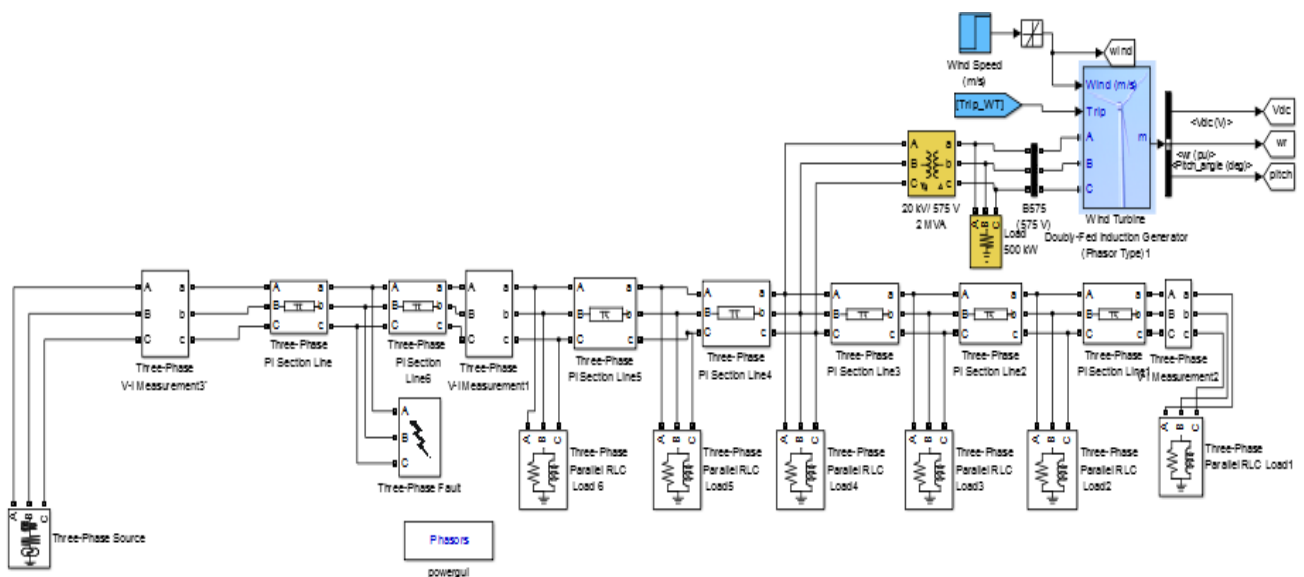 Wind Speed
(m/s)
wind
[Trip_WT]
Wind (m/s)
Trip
A
B
C
m
Wind Turbine
Doubly-Fed Induction Generator
(Phasor Type) 1
<Vdc (V)>
<wr (pu)>
<Pitch_angle (deg)>
Vdc
wr
pitch
A a
B b
C c
20 kV/ 575 V
2 MVA
B575
(575 V)
A B C
Load
500 kW
A a
B b
C c
Three-Phase
V-I Measurement3'
A a
B b
C c
Three-Phase
PI Section Line
A a
B b
C c
Three-Phase
PI Section
Line6
A a
B b
C c
Three-Phase
V-I Measurement1
A a
B b
C c
Three-Phase
PI Section Line5
A a
B b
C c
Three-Phase
PI Section Line4
A a
B b
C c
Three-Phase
PI Section Line3
A a
B b
C c
Three-Phase
PI Section Line2
A a
B b
C c
Three-Phase
PI Section Line1
A a
B b
C c
Three-Phase
V-I Measurement2
A
B
C
Three-Phase Fault
A B C
Three-Phase
Parallel RLC
Load 6
A B C
Three-Phase
Parallel RLC
Load5
A B C
Three-Phase
Parallel RLC
Load4
A B C
Three-Phase
Parallel RLC
Load3
A B C
Three-Phase
Parallel RLC
Load2
A B C
Three-Phase
Parallel RLC Load1
A B C
Three-Phase Source
Phasors
powergui